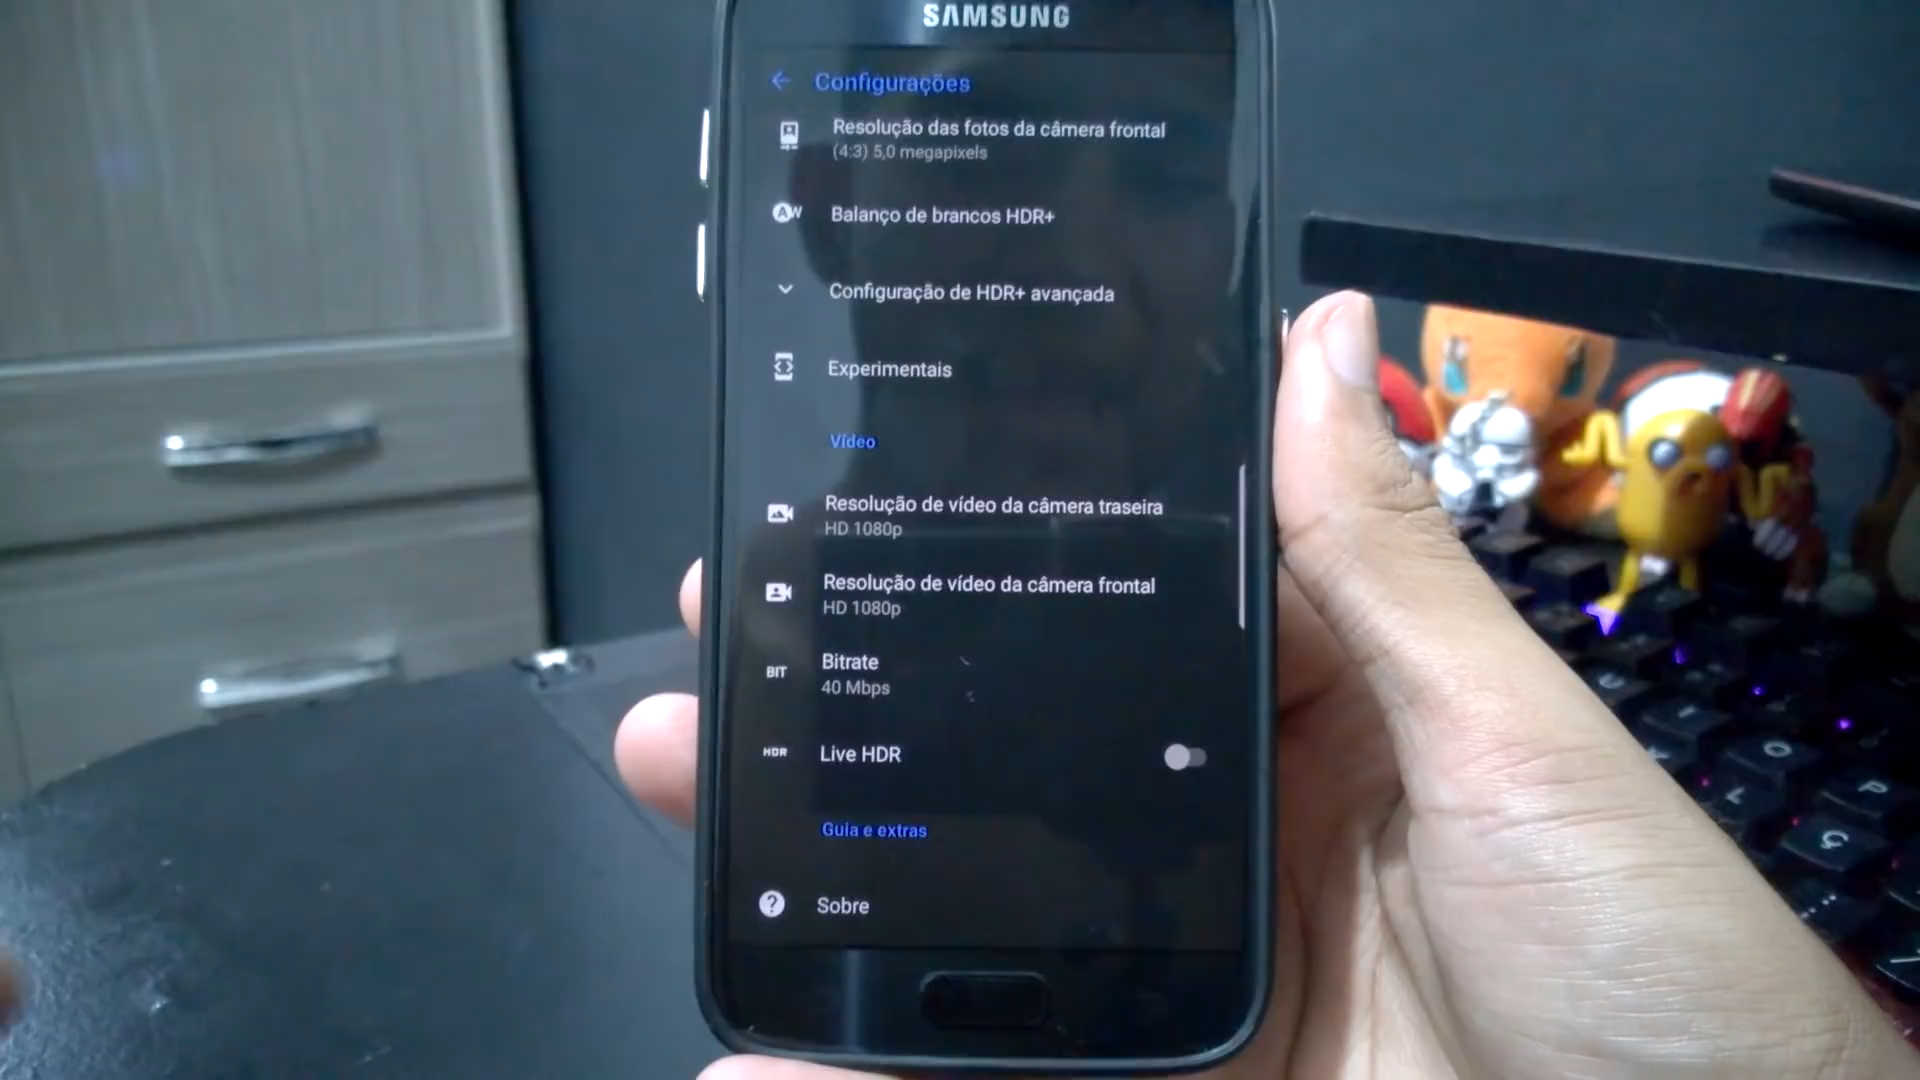 SAMSUNG
Configurações
Resolução das fotos da câmera frontal
(4:3) 5,0 megapixels
AW
Balanço de brancos HDR+
Configuração de HDR+ avançada
Experimentais
Vídeo
Resolução de vídeo da câmera traseira
HD 1080p
Resolução de vídeo da câmera frontal
HD 1080p
BIT
Bitrate
40 Mbps
HDR
Live HDR
Guia e extras
?
Sobre
U
I
O
P
L
Ç